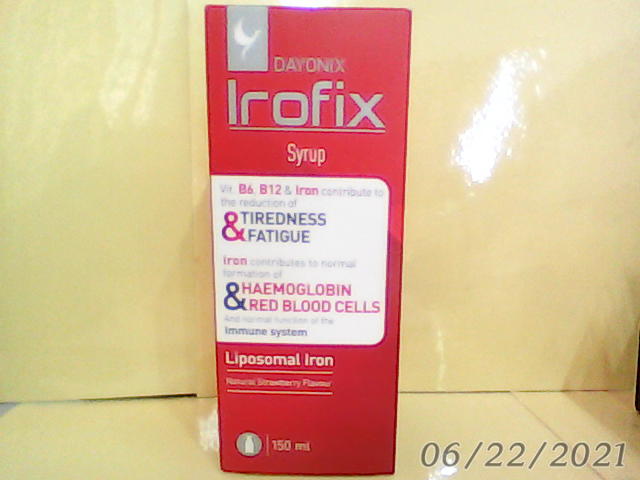 DAYONIX
Irofix
Syrup
Vit. B6, B12 & Iron contribute to
the reduction of
& TIREDNESS
& FATIGUE
Iron contributes to normal
formation of
& HAEMOGLOBIN
RED BLOOD CELLS
And normal function of the
immune system
Liposomal Iron
Natural Strawberry Flavour
150 ml
06/22/2021